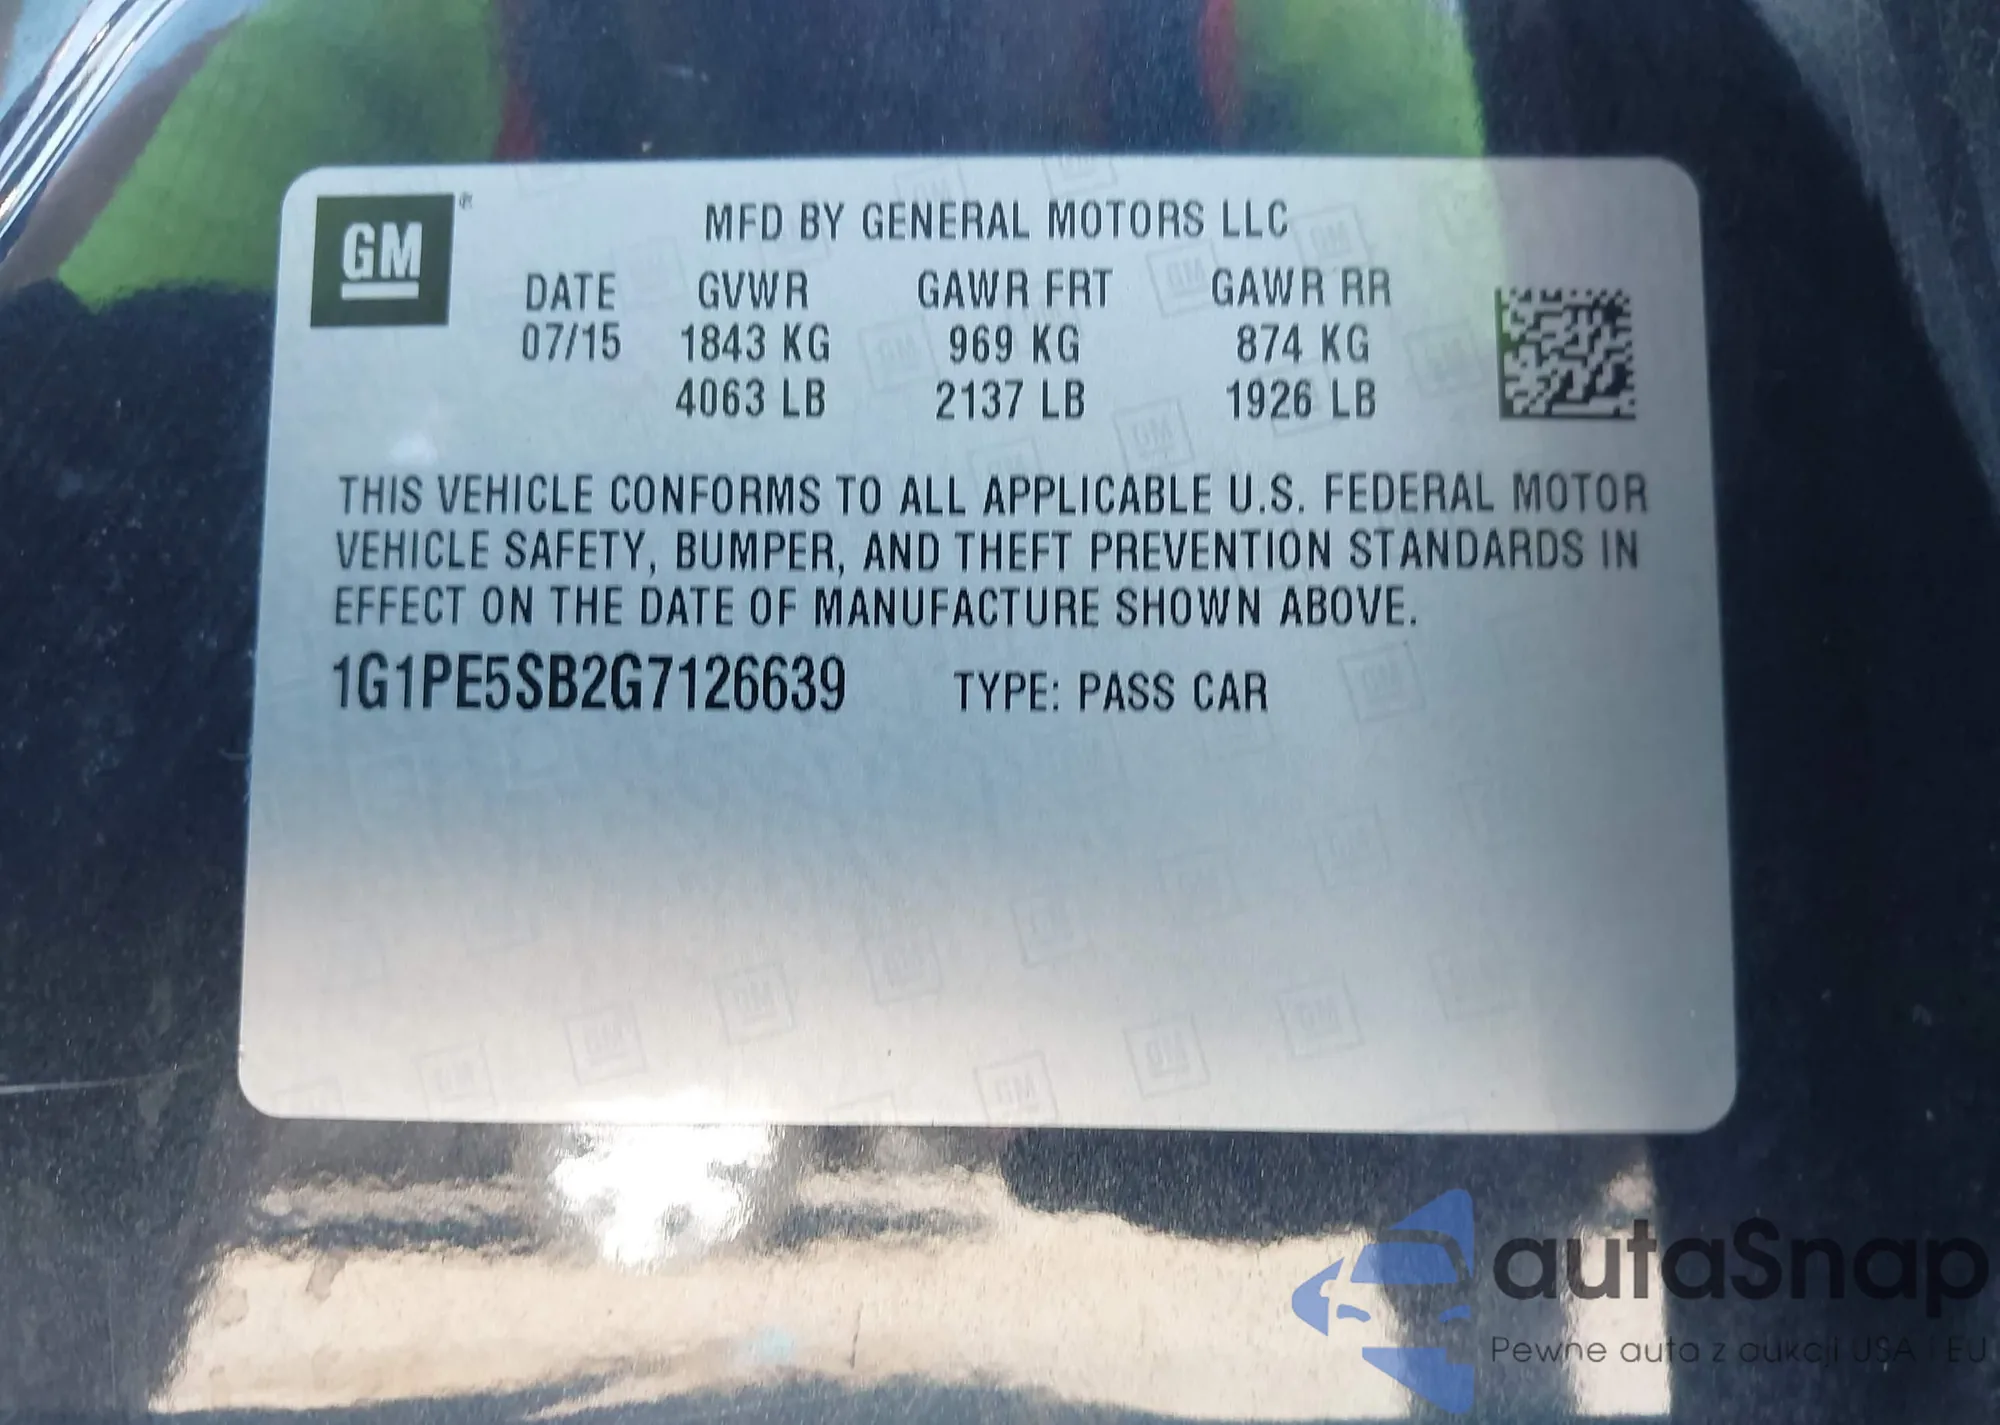 GM ®
MFD BY GENERAL MOTORS LLC
DATE GVWR GAWR FRT GAWR RR
07/15 1843 KG 969 KG 874 KG
4063 LB 2137 LB 1926 LB
THIS VEHICLE CONFORMS TO ALL APPLICABLE U.S. FEDERAL MOTOR
VEHICLE SAFETY, BUMPER, AND THEFT PREVENTION STANDARDS IN
EFFECT ON THE DATE OF MANUFACTURE SHOWN ABOVE.
1G1PE5SB2G7126639 TYPE: PASS CAR
autaSnap
Pewne auta z aukcji USA i EU